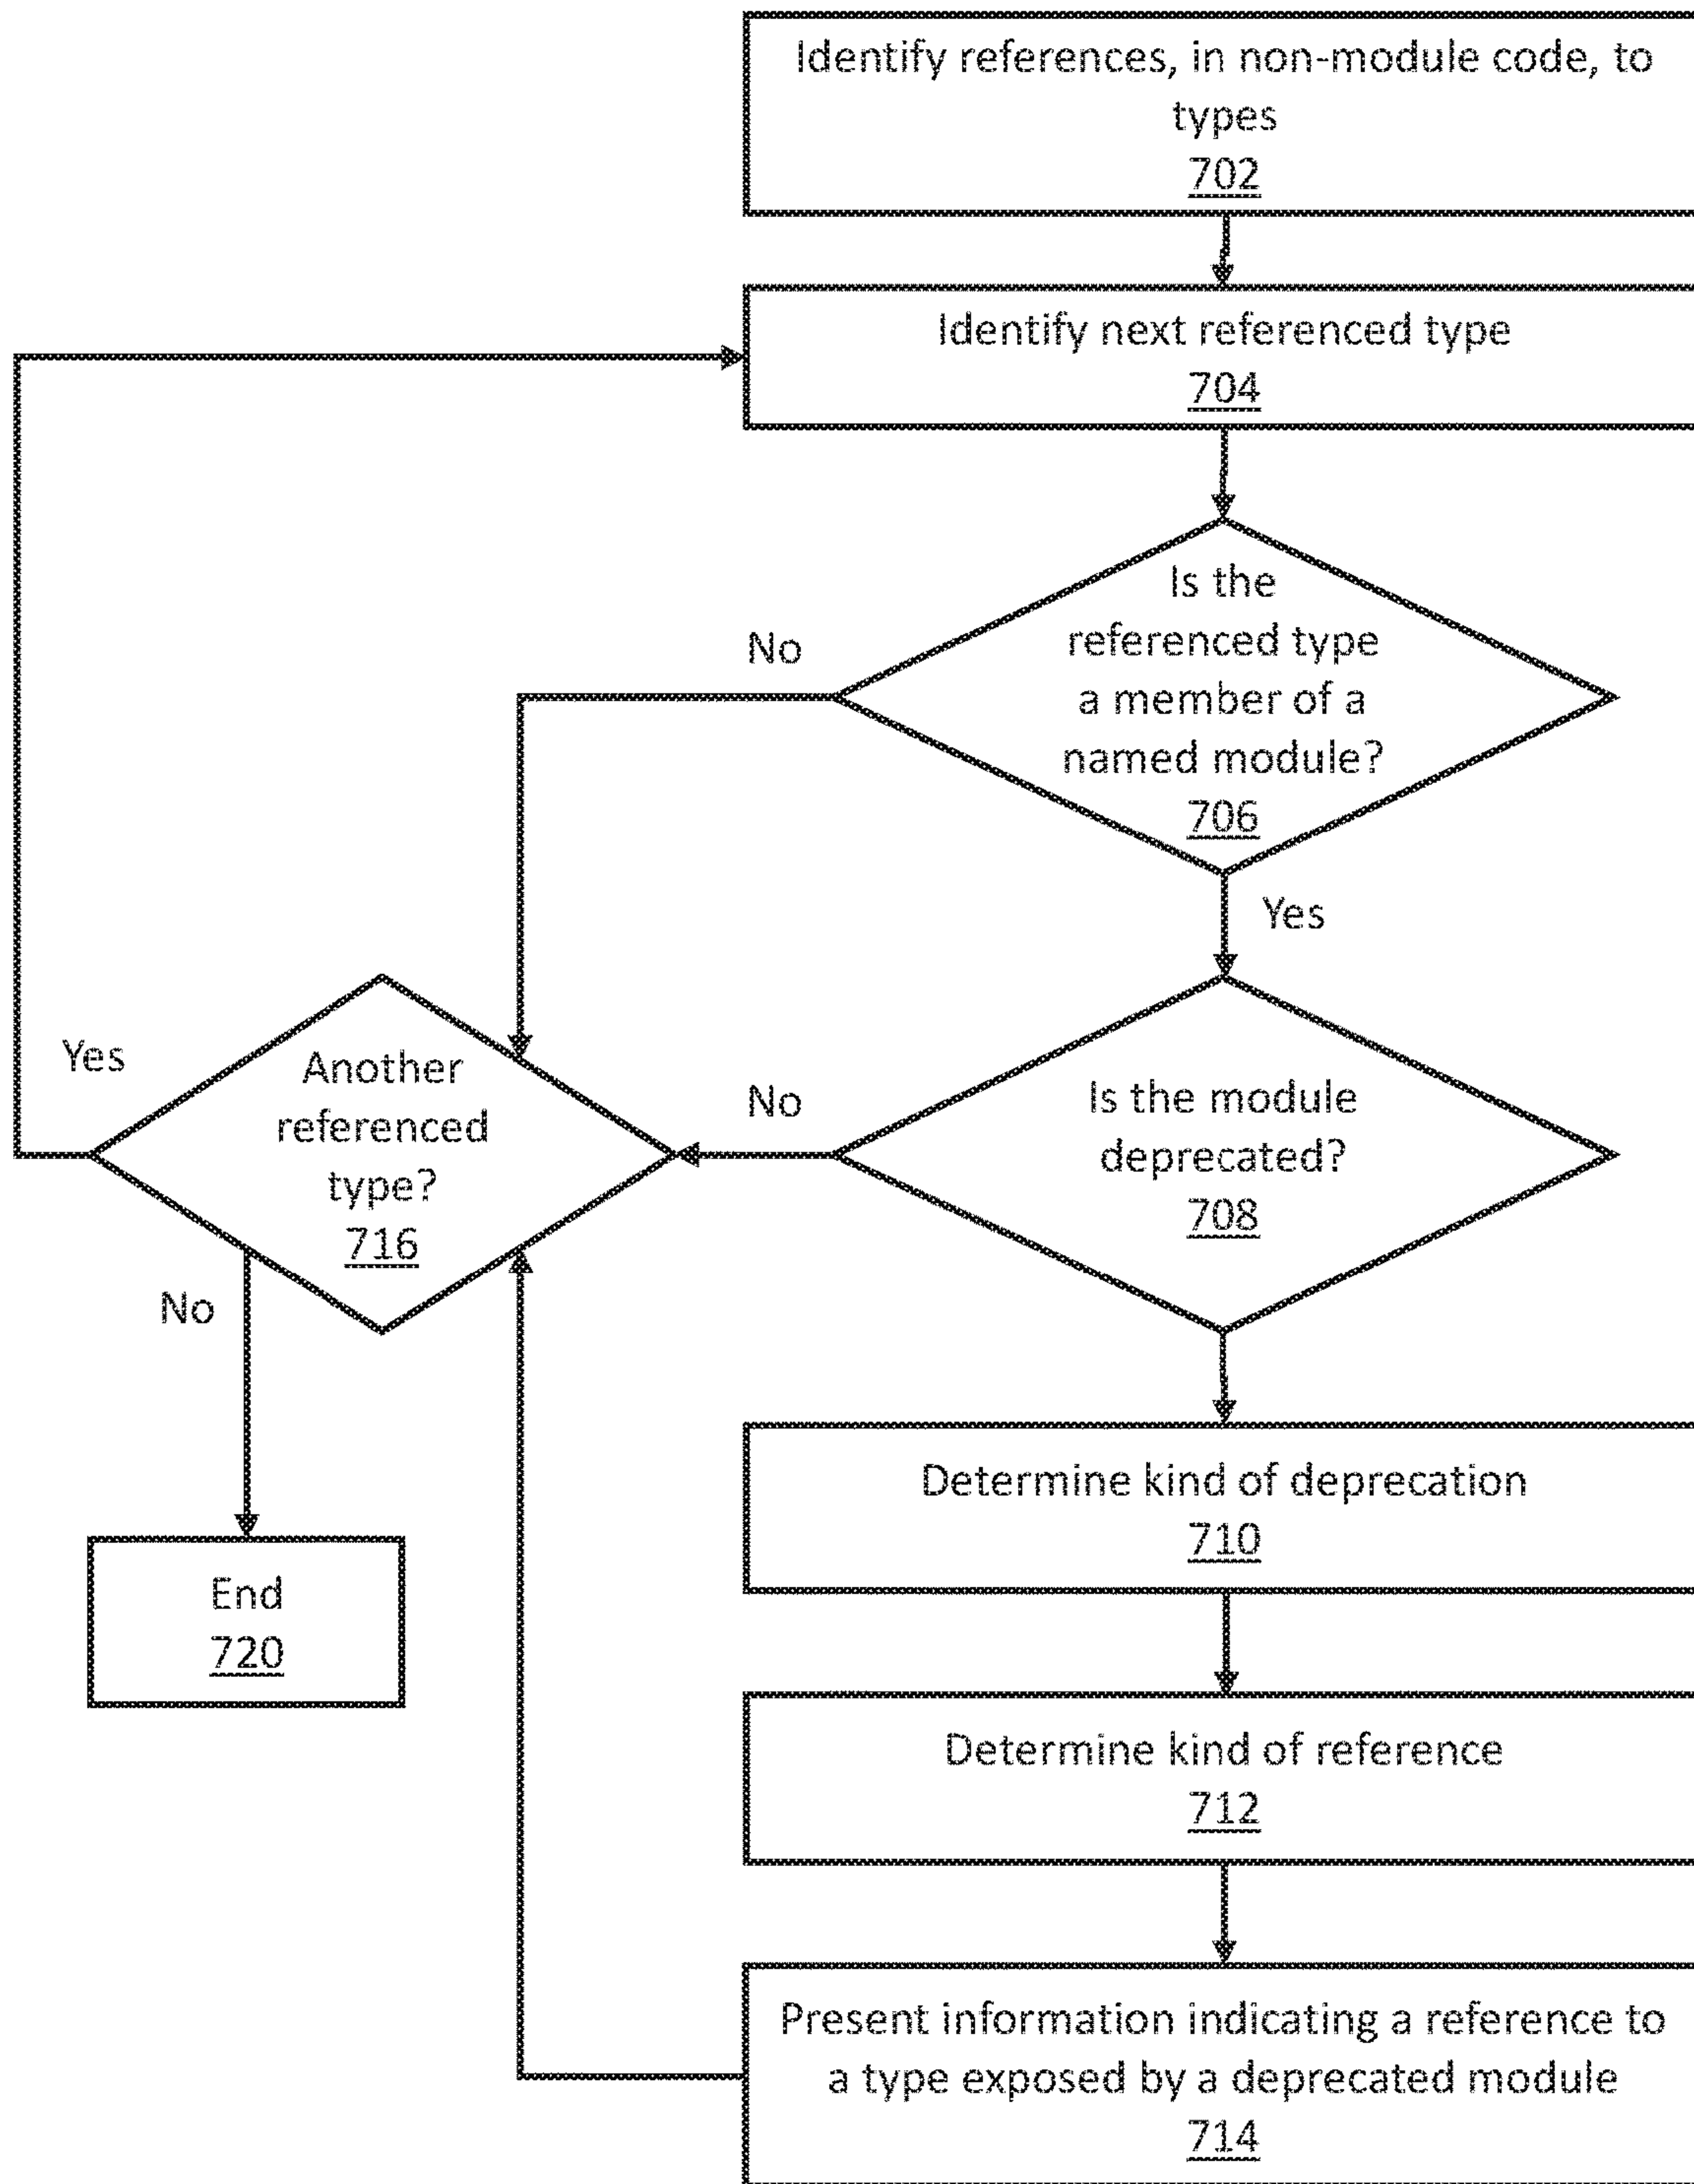 Identify references, in non-module code, to
types
702
Identify next referenced type
704
Is the
referenced type
a member of a
named module?
706
No
Yes
Is the module
deprecated?
708
No
Another
referenced
type?
716
Yes
No
End
720
Determine kind of deprecation
710
Determine kind of reference
712
Present information indicating a reference to
a type exposed by a deprecated module
714